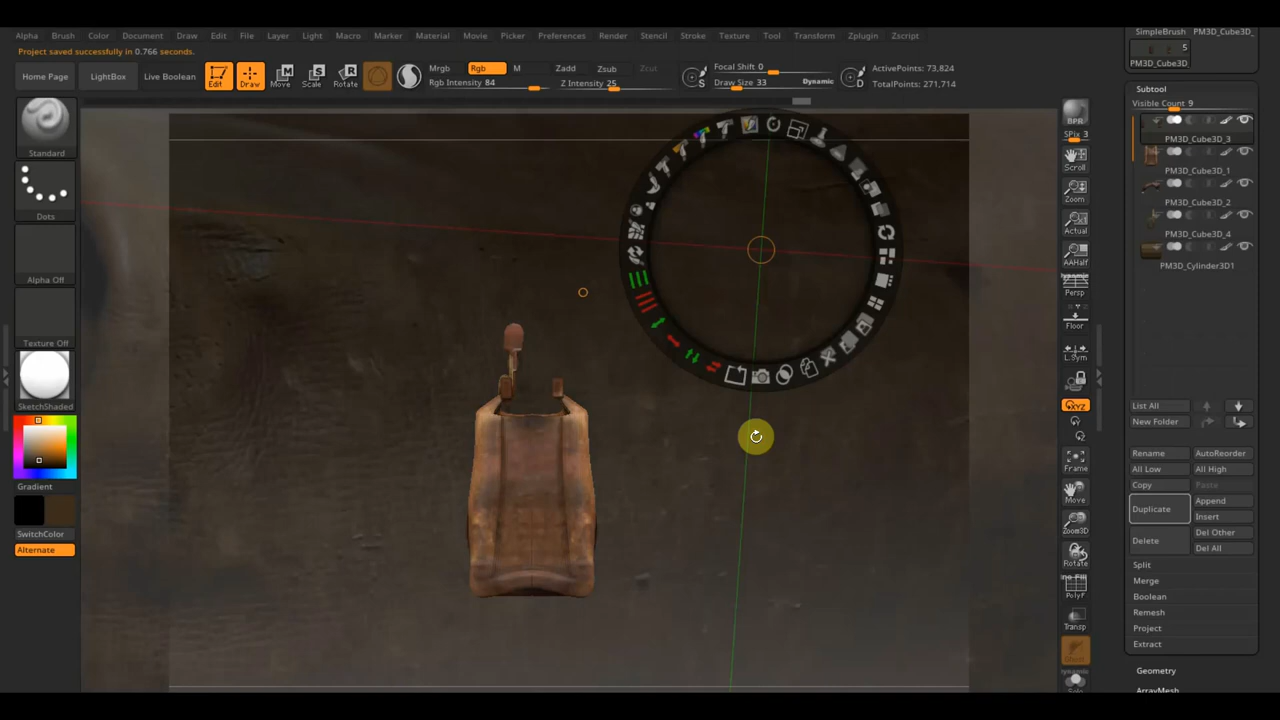 Alpha Brush Color Document Draw Edit File Layer Light Macro Marker Material Movie Picker Preferences Render Stencil Stroke Texture Tool Transform Zplugin Zscript
SimpleBrush PM3D_Cube3D_
Project saved successfully in 0.766 seconds.
5
PM3D_Cube3D
Home Page LightBox Live Boolean Edit Draw Move Scale Rotate
Mrgb Rgb M Zadd Zsub Zcut
Rgb Intensity 84 Z Intensity 25
S
Focal Shift 0
Draw Size 33 Dynamic
D
ActivePoints: 73,824
TotalPoints: 271,714
Standard
Dots
Alpha Off
Texture Off
SketchShaded
Gradient
SwitchColor
Alternate
BPR
SPix 3
Scroll
Zoom
Actual
AAHalf
Dynamic
Persp
Floor
L.Sym
XYZ
Frame
Move
Zoom3D
Rotate
PolyF
Transp
Ghost
Dynamic
Solo
Subtool
Visible Count 9
PM3D_Cube3D_3
PM3D_Cube3D_1
PM3D_Cube3D_2
PM3D_Cube3D_4
PM3D_Cylinder3D1
List All
New Folder
Rename AutoReorder
All Low All High
Copy Paste
Duplicate Append
Insert
Delete Del Other
Del All
Split
Merge
Boolean
Remesh
Project
Extract
Geometry
ArrayMesh